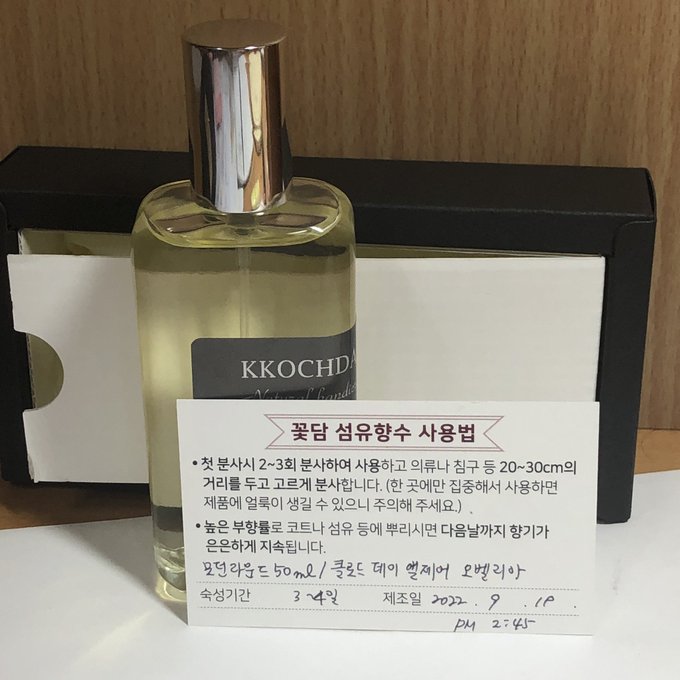 KKOCHDA
Natural handm
꽃담 섬유향수 사용법
• 첫 분사시 2~3회 분사하여 사용하고 의류나 침구 등 20~30cm의
거리를 두고 고르게 분사합니다. (한 곳에만 집중해서 사용하면
제품에 얼룩이 생길 수 있으니 주의해 주세요.)
• 높은 부향률로 코트나 섬유 등에 뿌리시면 다음날까지 향기가
은은하게 지속됩니다.
모던라운드 50ml / 클로드 데이 앨제어 오벨리아
숙성기간 3~4일 제조일 2022. 9. 18.
PM 2:45